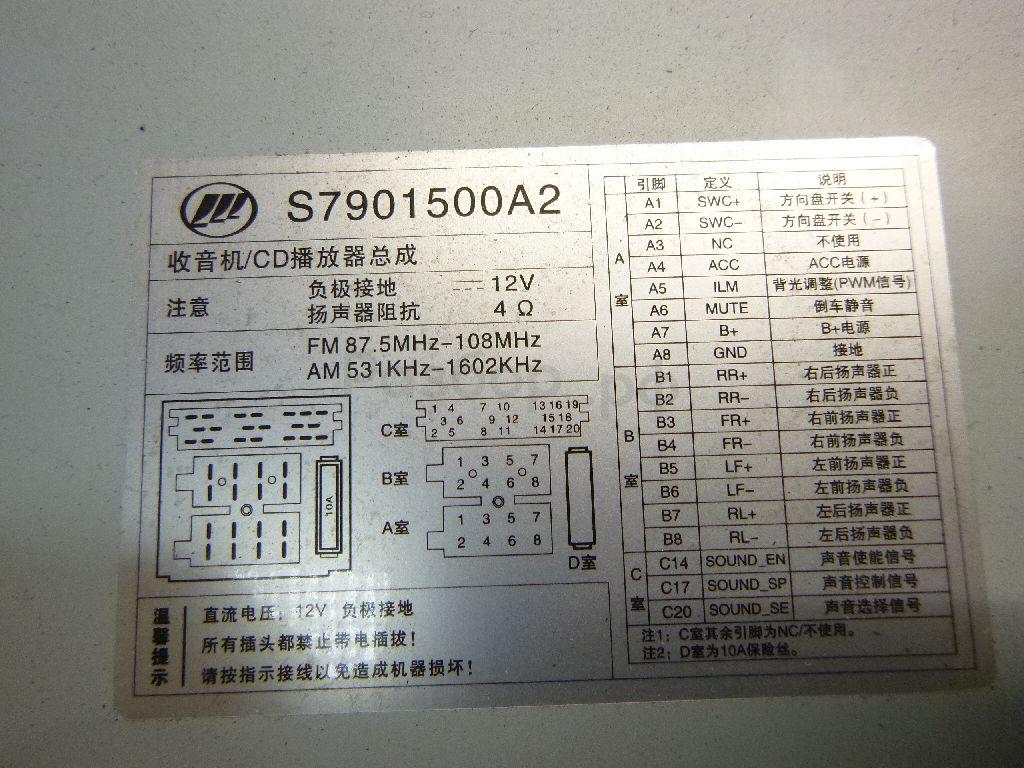 S7901500A2
收音机/CD播放器总成
注意 负极接地 12V
扬声器阻抗 4 Ω
频率范围 FM 87.5MHz-108MHz
AM 531KHz-1602KHz
C室
1 4 7 10 13 16 19
3 6 9 12 15 18
2 5 8 11 14 17 20
B室
1 3 5 7
2 4 6 8
A室
1 3 5 7
2 4 6 8
10A
D室
温馨提示
直流电压：12V 负极接地
所有插头都禁止带电插拔！
请按指示接线以免造成机器损坏！
引脚 定义 说明
A室
A1 SWC+ 方向盘开关（+）
A2 SWC- 方向盘开关（-）
A3 NC 不使用
A4 ACC ACC电源
A5 ILM 背光调整(PWM信号)
A6 MUTE 倒车静音
A7 B+ B+电源
A8 GND 接地
B室
B1 RR+ 右后扬声器正
B2 RR- 右后扬声器负
B3 FR+ 右前扬声器正
B4 FR- 右前扬声器负
B5 LF+ 左前扬声器正
B6 LF- 左前扬声器负
B7 RL+ 左后扬声器正
B8 RL- 左后扬声器负
C室
C14 SOUND_EN 声音使能信号
C17 SOUND_SP 声音控制信号
C20 SOUND_SE 声音选择信号
注1：C室其余引脚为NC/不使用。
注2：D室为10A保险丝。